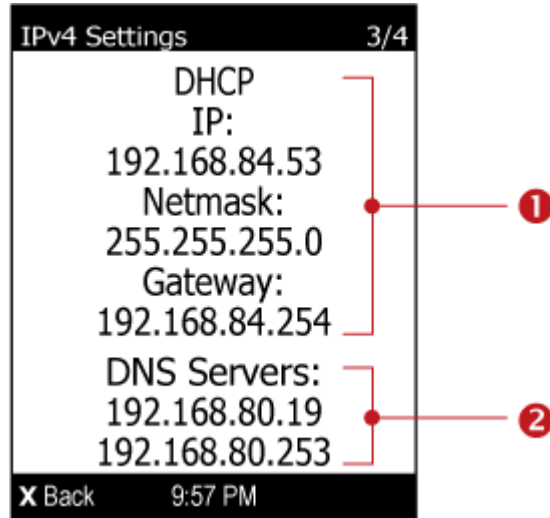 IPv4 Settings 3/4
DHCP
IP:
192.168.84.53
Netmask:
255.255.255.0
Gateway:
192.168.84.254
1
DNS Servers:
192.168.80.19
192.168.80.253
2
X Back 9:57 PM